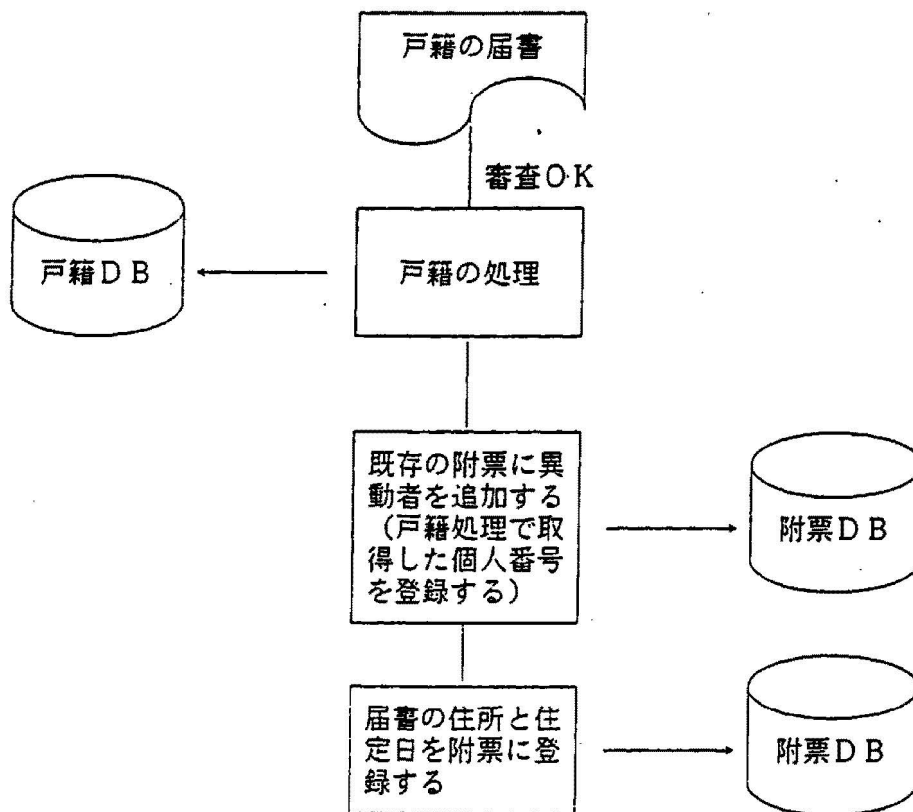 戸籍の届書
審査OK
戸籍DB
戸籍の処理
既存の附票に異
動者を追加する
(戸籍処理で取
得した個人番号
を登録する)
附票DB
届書の住所と住
定日を附票に登
録する
附票DB